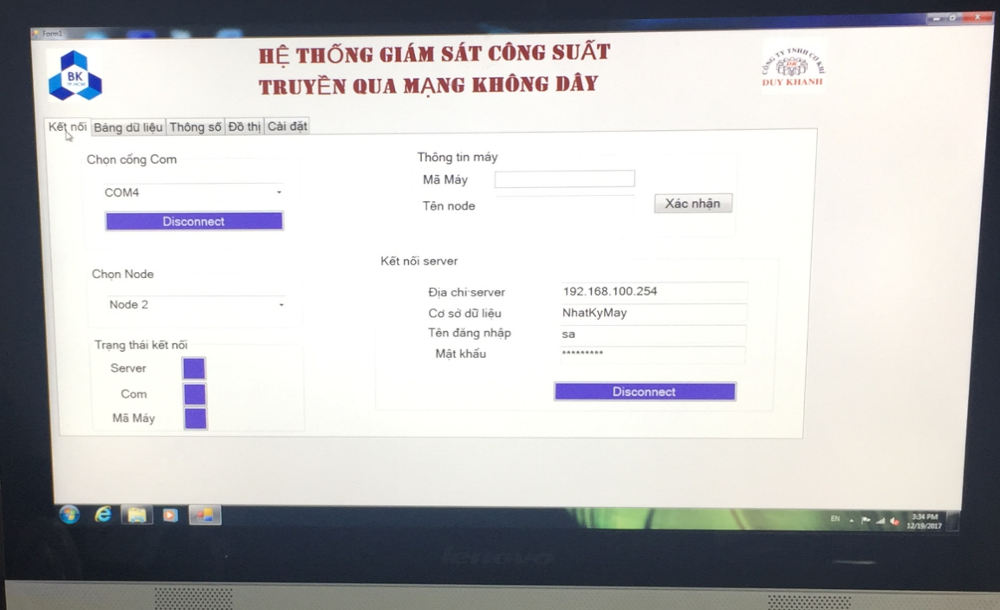 Form1
HỆ THỐNG GIÁM SÁT CÔNG SUẤT
TRUYỀN QUA MẠNG KHÔNG DÂY
BK
TP.HCM
CÔNG TY TNHH CƠ KHÍ
DK
DUY KHANH
Kết nối Bảng dữ liệu Thông số Đồ thị Cài đặt
Chọn cổng Com
COM4
Disconnect
Thông tin máy
Mã Máy
Tên node
Xác nhận
Chọn Node
Node 2
Kết nối server
Địa chỉ server 192.168.100.254
Cơ sở dữ liệu NhatKyMay
Tên đăng nhập sa
Mật khẩu *********
Disconnect
Trạng thái kết nối
Server
Com
Mã Máy
EN
3:34 PM
12/19/2017
lenovo